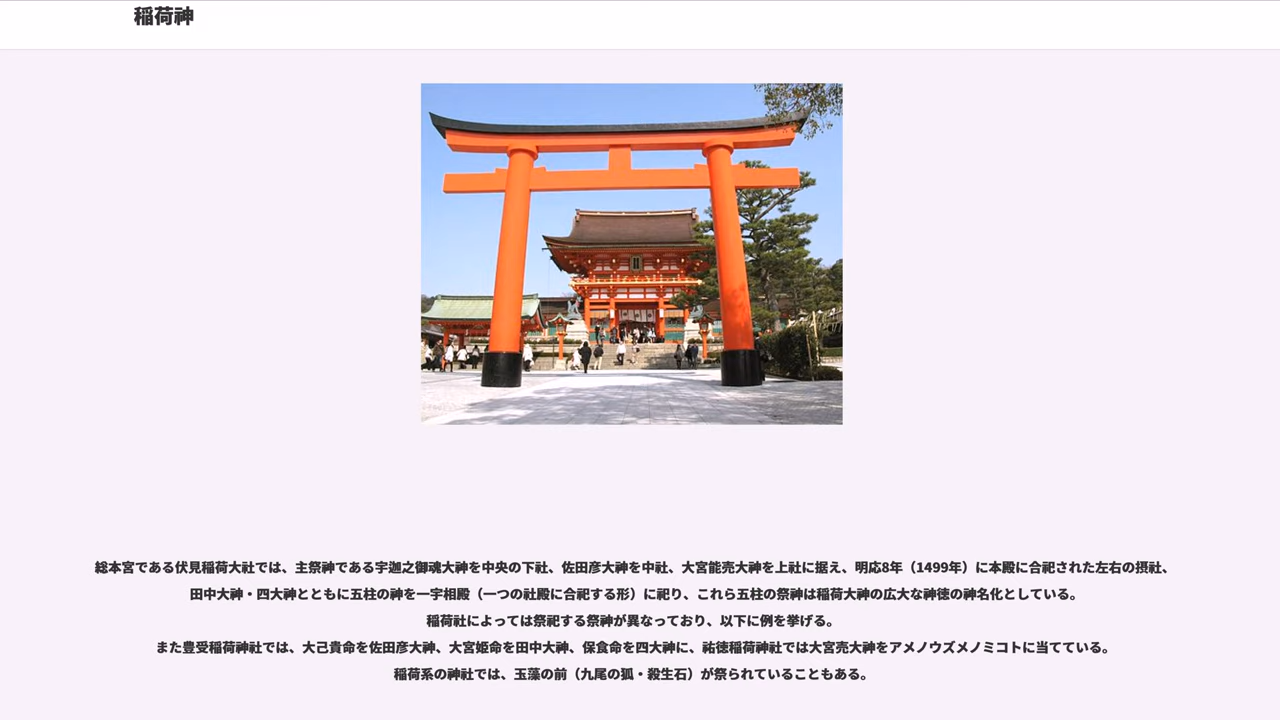 稲荷神
総本宮である伏見稲荷大社では、主祭神である宇迦之御魂大神を中央の下社、佐田彦大神を中社、大宮能売大神を上社に据え、明応8年（1499年）に本殿に合祀された左右の摂社、
田中大神・四大神とともに五柱の神を一宇相殿（一つの社殿に合祀する形）に祀り、これら五柱の祭神は稲荷大神の広大な神徳の神名化としている。
稲荷社によっては祭祀する祭神が異なっており、以下に例を挙げる。
また豊受稲荷神社では、大己貴命を佐田彦大神、大宮姫命を田中大神、保食命を四大神に、祐徳稲荷神社では大宮売大神をアメノウズメノミコトに当てている。
稲荷系の神社では、玉藻の前（九尾の狐・殺生石）が祭られていることもある。